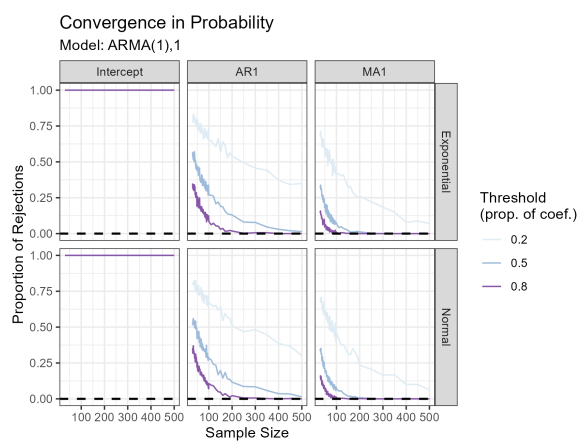 Convergence in Probability
Model: ARMA(1),1
Intercept
AR1
MA1
Proportion of Rejections
1.00
0.75
0.50
0.25
0.00
Exponential
1.00
0.75
0.50
0.25
0.00
Normal
100 200 300 400 500
100 200 300 400 500
100 200 300 400 500
Sample Size
Threshold
(prop. of coef.)
0.2
0.5
0.8